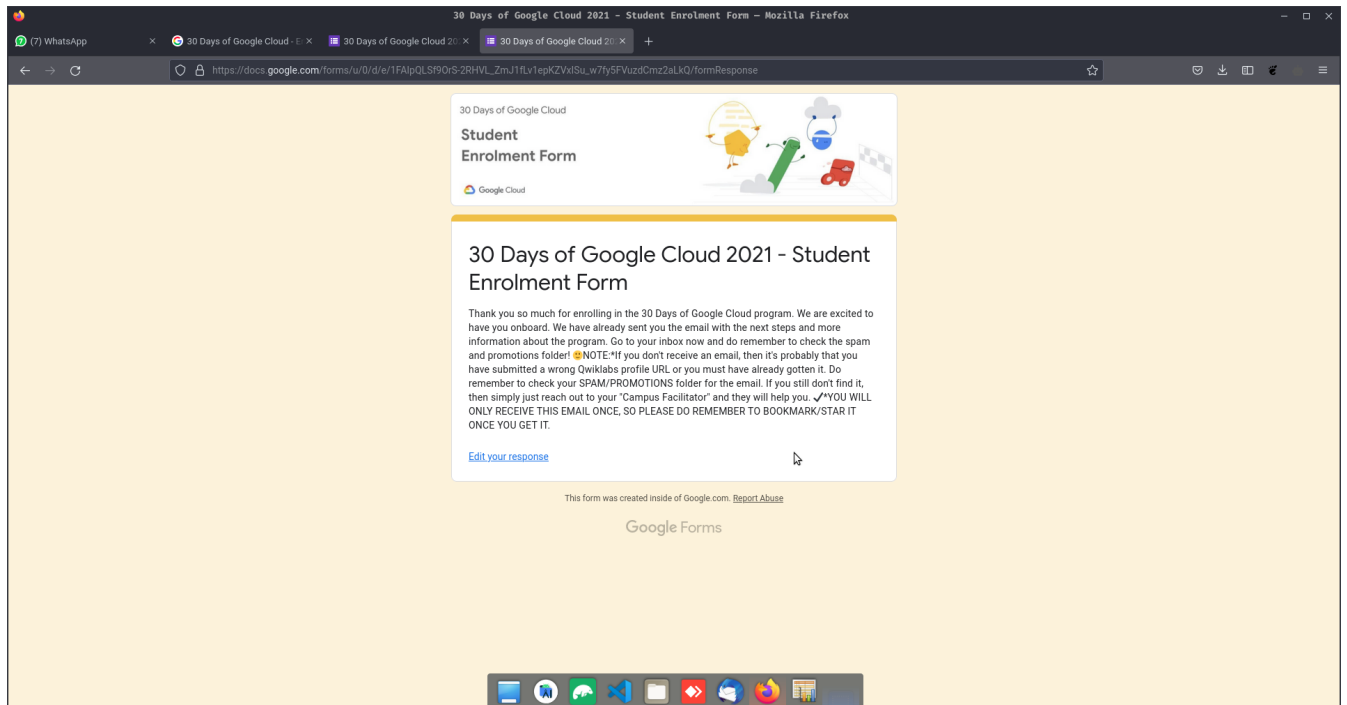 30 Days of Google Cloud 2021 - Student Enrolment Form — Mozilla Firefox
(7) WhatsApp
30 Days of Google Cloud - E
30 Days of Google Cloud 20
30 Days of Google Cloud 20
https://docs.google.com/forms/u/0/d/e/1FAIpQLSf9OrS-2RHVL_ZmJ1fLv1epKZVxISu_w7fy5FVuzdCmz2aLkQ/formResponse
30 Days of Google Cloud
Student
Enrolment Form
Google Cloud
30 Days of Google Cloud 2021 - Student
Enrolment Form
Thank you so much for enrolling in the 30 Days of Google Cloud program. We are excited to
have you onboard. We have already sent you the email with the next steps and more
information about the program. Go to your inbox now and do remember to check the spam
and promotions folder! 🙂NOTE:*If you don't receive an email, then it's probably that you
have submitted a wrong Qwiklabs profile URL or you must have already gotten it. Do
remember to check your SPAM/PROMOTIONS folder for the email. If you still don't find it,
then simply just reach out to your "Campus Facilitator" and they will help you. ✔*YOU WILL
ONLY RECEIVE THIS EMAIL ONCE, SO PLEASE DO REMEMBER TO BOOKMARK/STAR IT
ONCE YOU GET IT.
Edit your response
This form was created inside of Google.com. Report Abuse
Google Forms